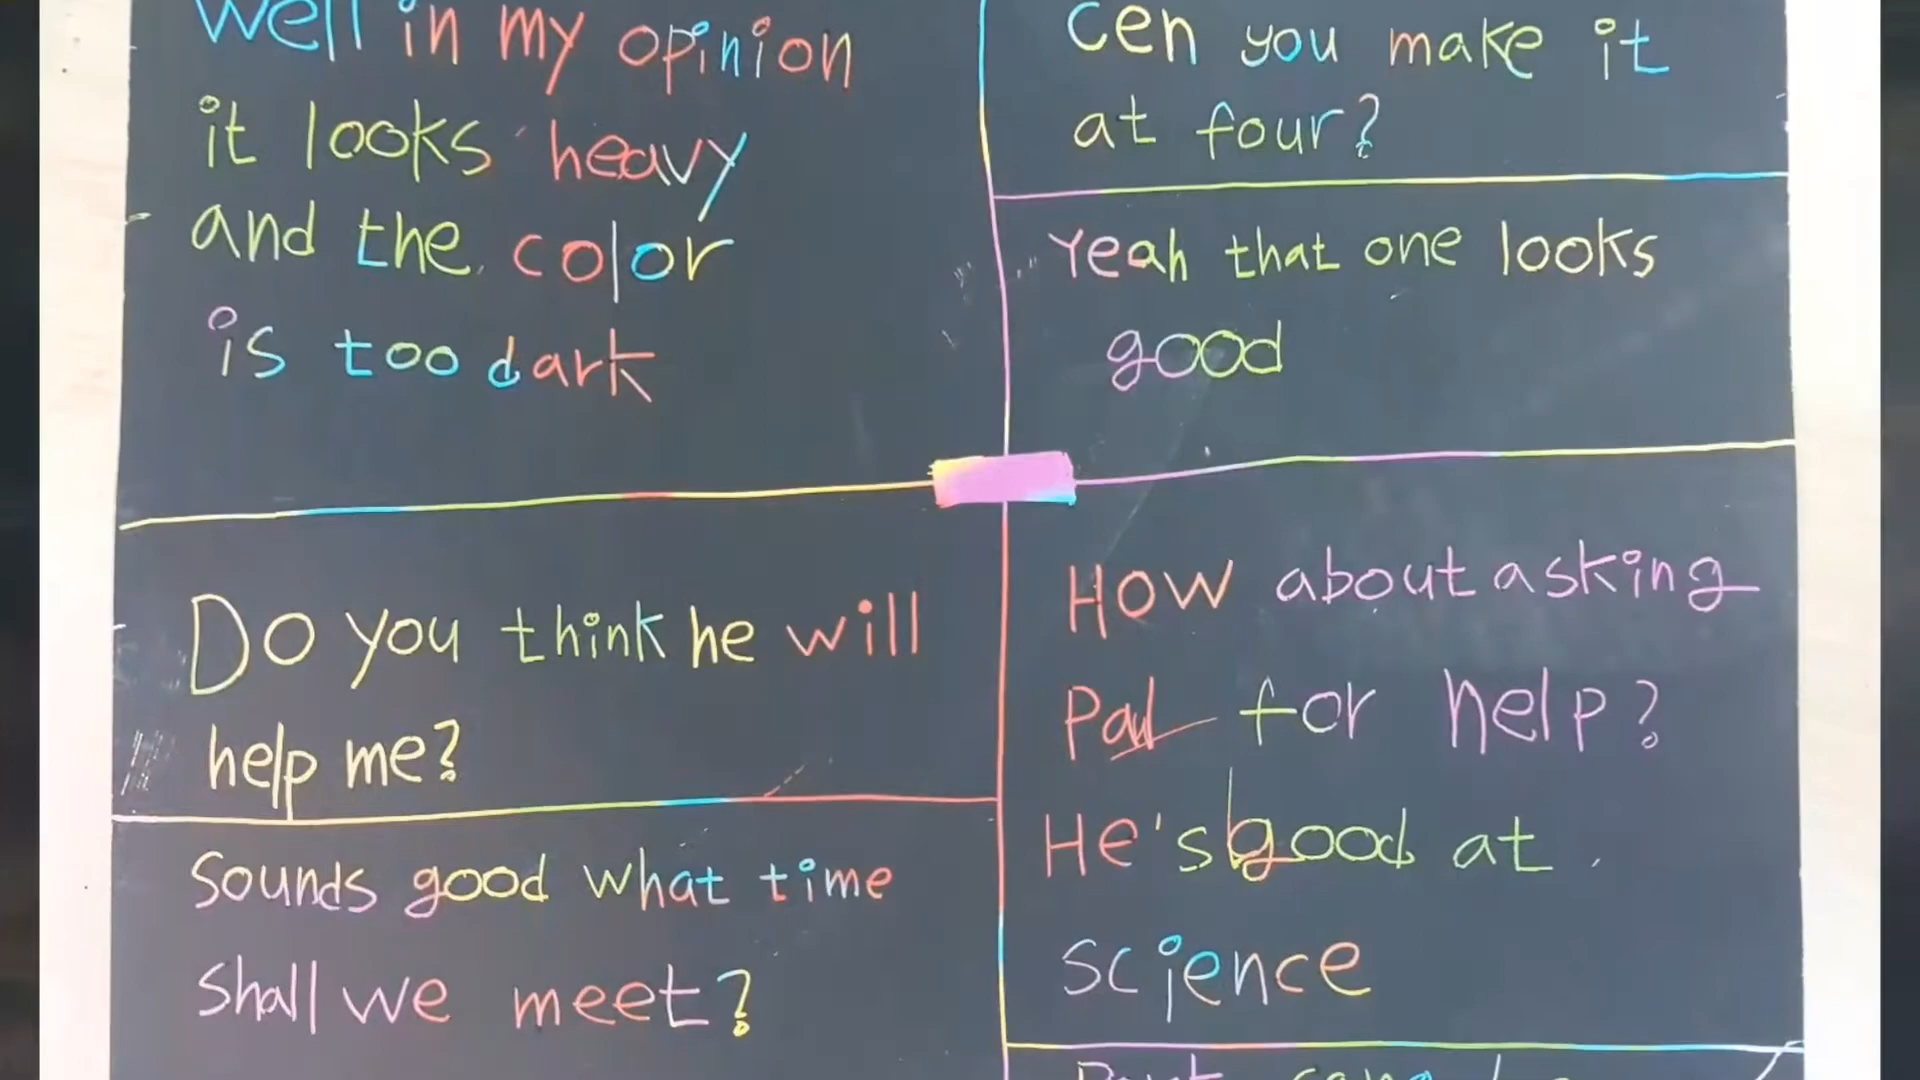 Well in my opinion
it looks heavy
and the color
is too dark
Cen you make it
at four?
Yeah that one looks
good
Do you think he will
help me?
Sounds good what time
shall we meet?
How about asking
Paul for help?
He's good at
science